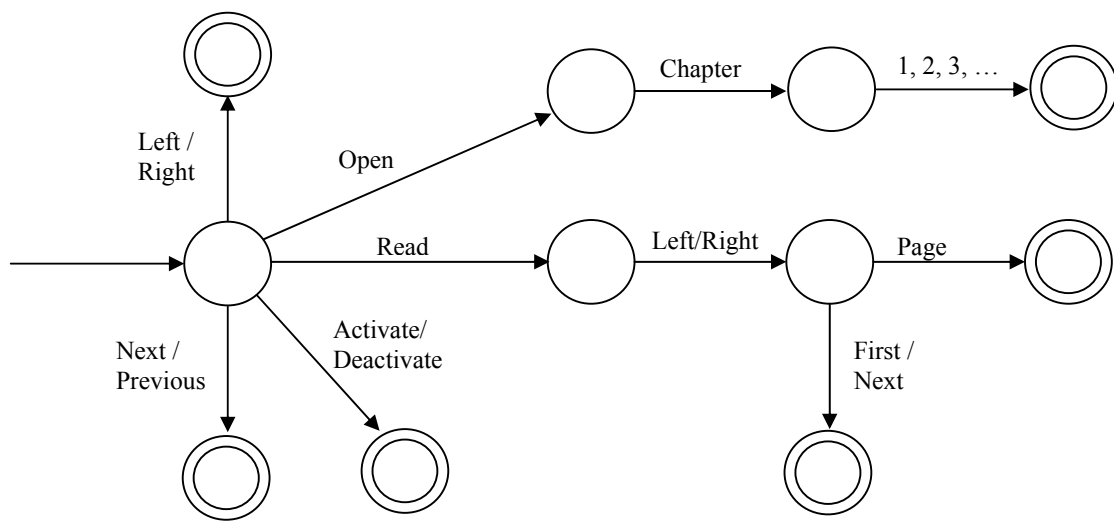 Chapter
1, 2, 3, …
Left /
Right
Open
Read
Left/Right
Page
Activate/
Deactivate
Next /
Previous
First /
Next